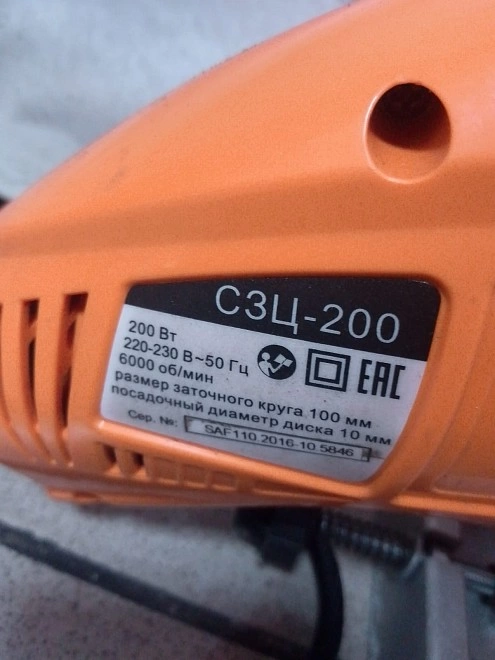 СЗЦ-200
200 Вт
220-230 В~50 Гц
6000 об/мин
EAC
размер заточного круга 100 мм
посадочный диаметр диска 10 мм
Сер. №: SAF110.2016-10.5846